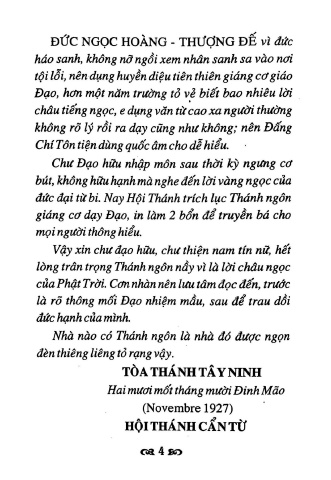 ĐỨC NGỌC HOÀNG - THƯỢNG ĐẾ vì đức
háo sanh, không nỡ ngồi xem nhân sanh sa vào nơi
tội lỗi, nên dụng huyền diệu tiên thiên giáng cơ giáo
Đạo, hơn một năm trường tỏ vẽ biết bao nhiêu lời
châu tiếng ngọc, e dụng văn từ cao xa người thường
không rõ lý rồi ra dạy cũng như không; nên Đấng
Chí Tôn tiện dùng quốc âm cho dễ hiểu.
Chư Đạo hữu nhập môn sau thời kỳ ngưng cơ
bút, không hữu hạnh mà nghe đến lời vàng ngọc của
đức đại từ bi. Nay Hội Thánh trích lục Thánh ngôn
giáng cơ dạy Đạo, in làm 2 bổn để truyền bá cho
mọi người thông hiểu.
Vậy xin chư đạo hữu, chư thiện nam tín nữ, hết
lòng trân trọng Thánh ngôn nầy vì là lời châu ngọc
của Phật Trời. Cơn nhàn nên lưu tâm đọc đến, trước
là rõ thông mối Đạo nhiệm mầu, sau để trau dồi
đức hạnh của mình.
Nhà nào có Thánh ngôn là nhà đó được ngọn
đèn thiêng liêng tỏ rạng vậy.
TÒA THÁNH TÂY NINH
Hai mươi mốt tháng mười Đinh Mão
(Novembre 1927)
HỘI THÁNH CẨN TỪ
4